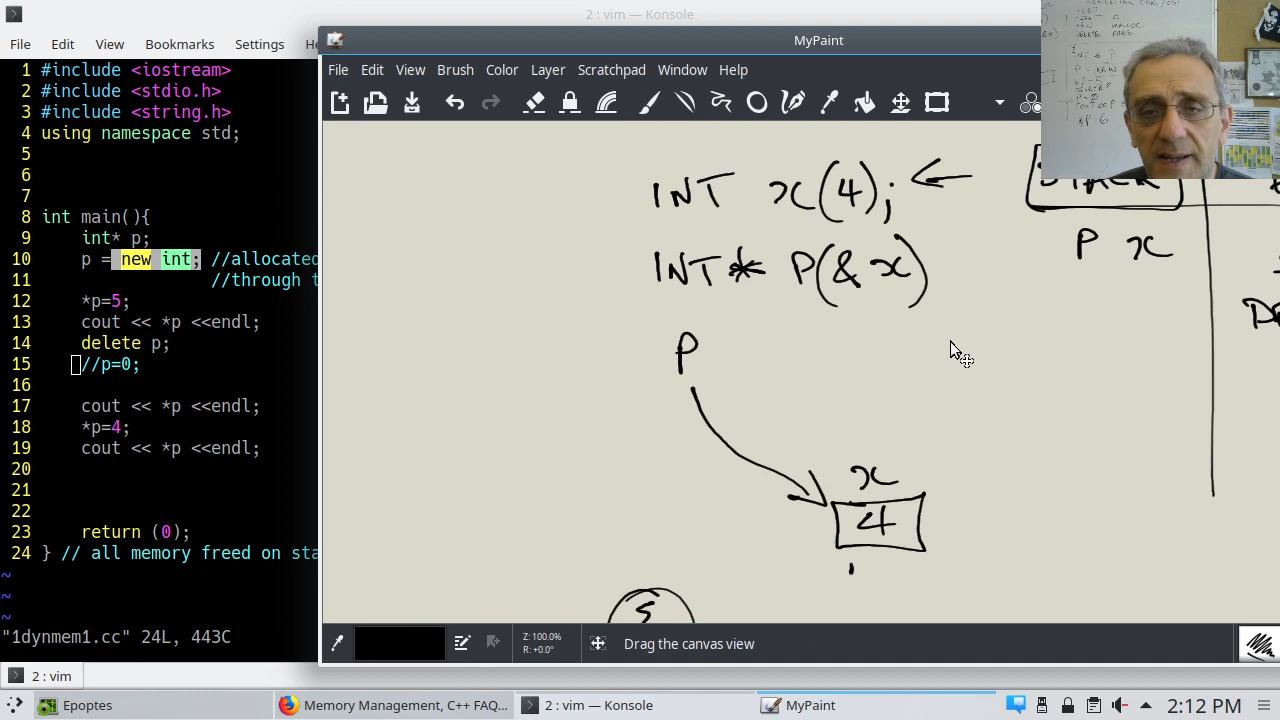 2 : vim — Konsole
File Edit View Bookmarks Settings
MyPaint
File Edit View Brush Color Layer Scratchpad Window Help
1 #include <iostream>
2 #include <stdio.h>
3 #include <string.h>
4 using namespace std;
5
6
7
8 int main(){
9 int* p;
10 p = new int; //allocated
11 //through t
12 *p=5;
13 cout << *p <<endl;
14 delete p;
15 //p=0;
16
17 cout << *p <<endl;
18 *p=4;
19 cout << *p <<endl;
20
21
22
23 return (0);
24 } // all memory freed on sta
~
~
~
"1dynmem1.cc" 24L, 443C
INT x(4); ←
STACK
P x
INT* P(&x)
P
x
4
5
Z: 100.0%
R: +0.0°
Drag the canvas view
2 : vim
Epoptes
Memory Management, C++ FAQ...
2 : vim — Konsole
MyPaint
2:12 PM